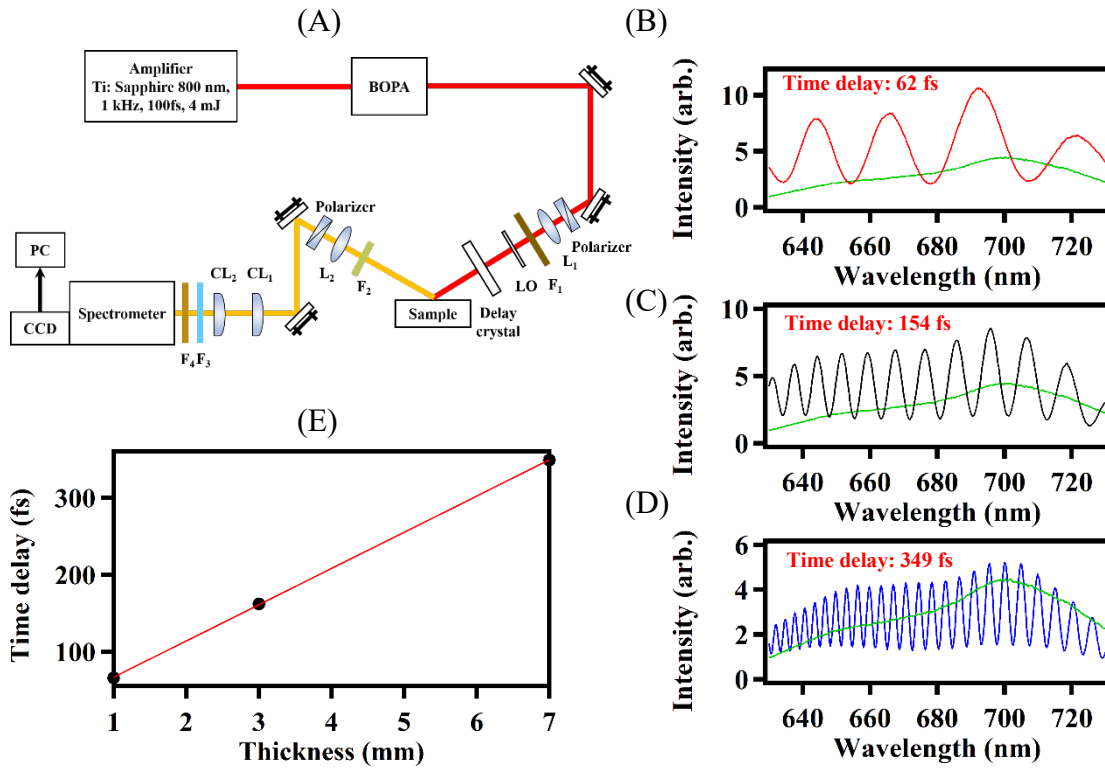 (A)
Amplifier
Ti: Sapphire 800 nm,
1 kHz, 100fs, 4 mJ
BOPA
Polarizer
L₁
F₁
LO
Delay
crystal
Sample
F₂
L₂
Polarizer
CL₁
CL₂
F₃
F₄
Spectrometer
CCD
PC
(B)
Time delay: 62 fs
Intensity (arb.)
10
5
0
640 660 680 700 720
Wavelength (nm)
(C)
Time delay: 154 fs
Intensity (arb.)
10
5
0
640 660 680 700 720
Wavelength (nm)
(D)
Time delay: 349 fs
Intensity (arb.)
6
4
2
0
640 660 680 700 720
Wavelength (nm)
(E)
Time delay (fs)
300
200
100
1 2 3 4 5 6 7
Thickness (mm)